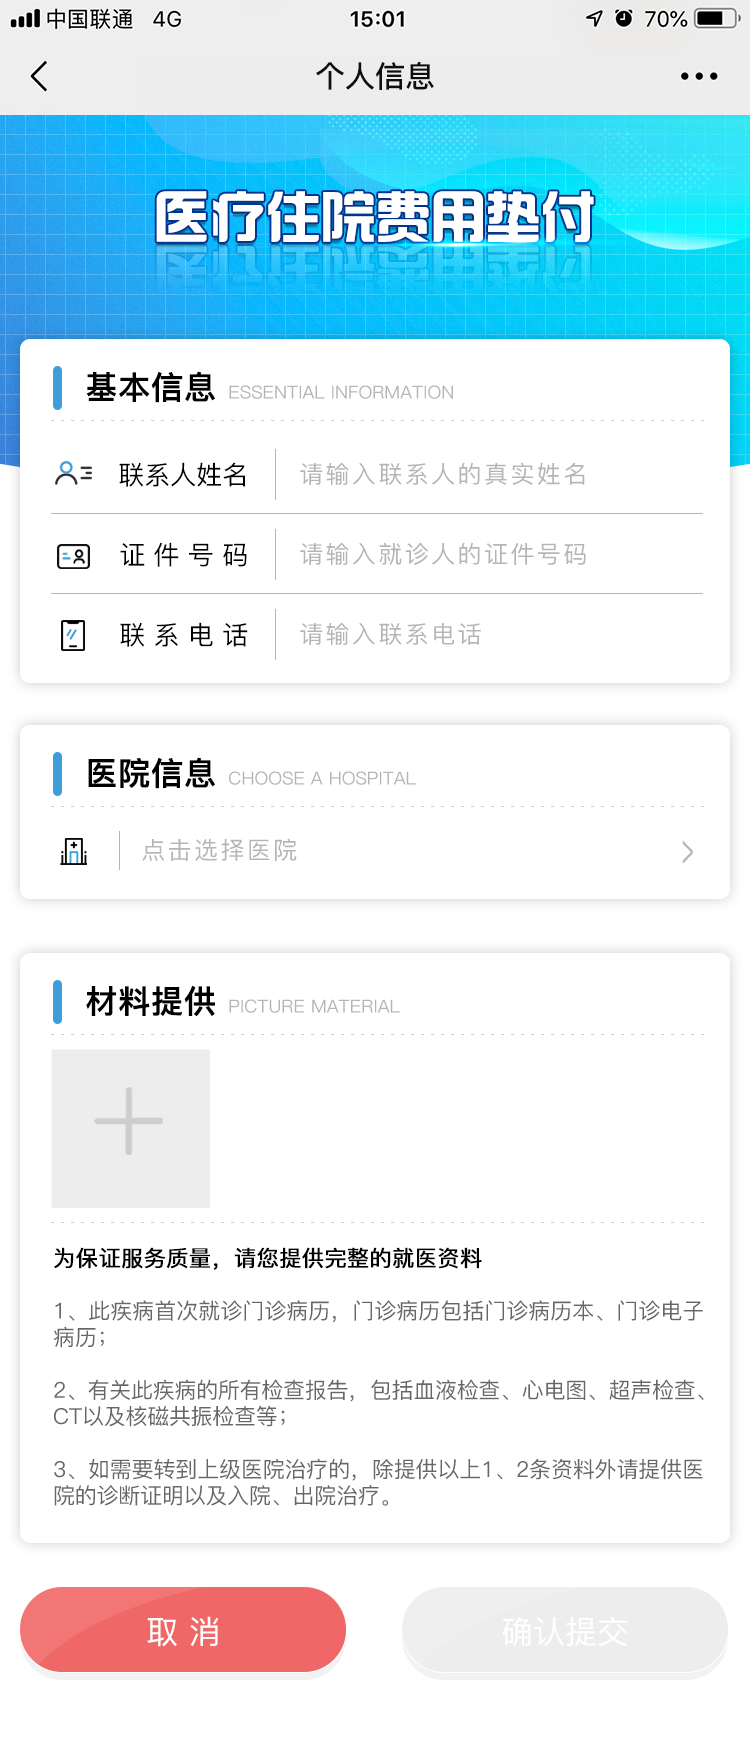 中国联通 4G 15:01 70%
个人信息
医疗住院费用垫付
基本信息 ESSENTIAL INFORMATION
联系人姓名 请输入联系人的真实姓名
证件号码 请输入就诊人的证件号码
联系电话 请输入联系电话
医院信息 CHOOSE A HOSPITAL
点击选择医院
材料提供 PICTURE MATERIAL
为保证服务质量，请您提供完整的就医资料
1、此疾病首次就诊门诊病历，门诊病历包括门诊病历本、门诊电子
病历；
2、有关此疾病的所有检查报告，包括血液检查、心电图、超声检查、
CT以及核磁共振检查等；
3、如需要转到上级医院治疗的，除提供以上1、2条资料外请提供医
院的诊断证明以及入院、出院治疗。
取消 确认提交